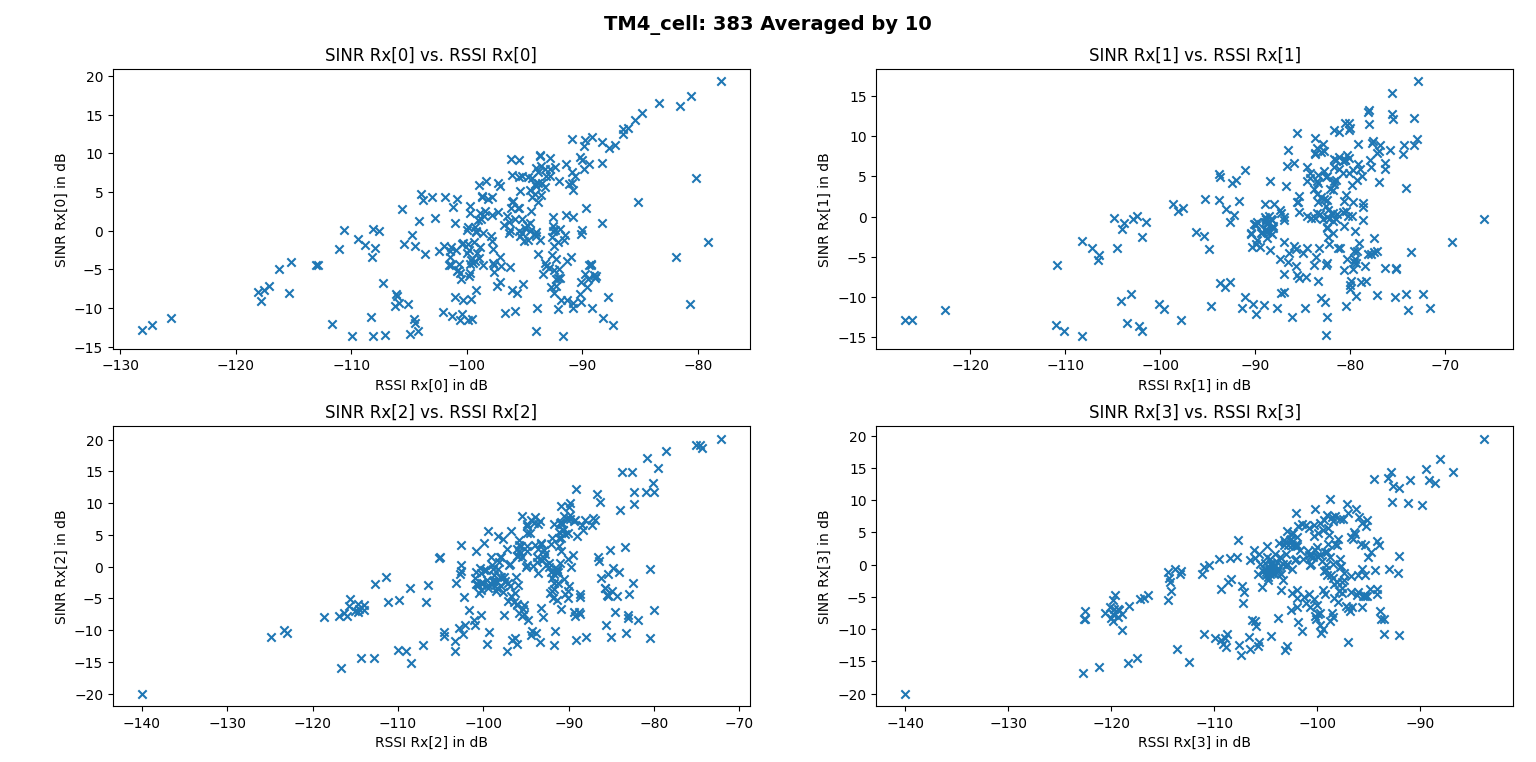 TM4_cell: 383 Averaged by 10
SINR Rx[0] vs. RSSI Rx[0]
SINR Rx[0] in dB
20
15
10
5
0
−5
−10
−15
−130 −120 −110 −100 −90 −80
RSSI Rx[0] in dB
SINR Rx[1] vs. RSSI Rx[1]
SINR Rx[1] in dB
15
10
5
0
−5
−10
−15
−120 −110 −100 −90 −80 −70
RSSI Rx[1] in dB
SINR Rx[2] vs. RSSI Rx[2]
SINR Rx[2] in dB
20
15
10
5
0
−5
−10
−15
−20
−140 −130 −120 −110 −100 −90 −80 −70
RSSI Rx[2] in dB
SINR Rx[3] vs. RSSI Rx[3]
SINR Rx[3] in dB
20
15
10
5
0
−5
−10
−15
−20
−140 −130 −120 −110 −100 −90
RSSI Rx[3] in dB